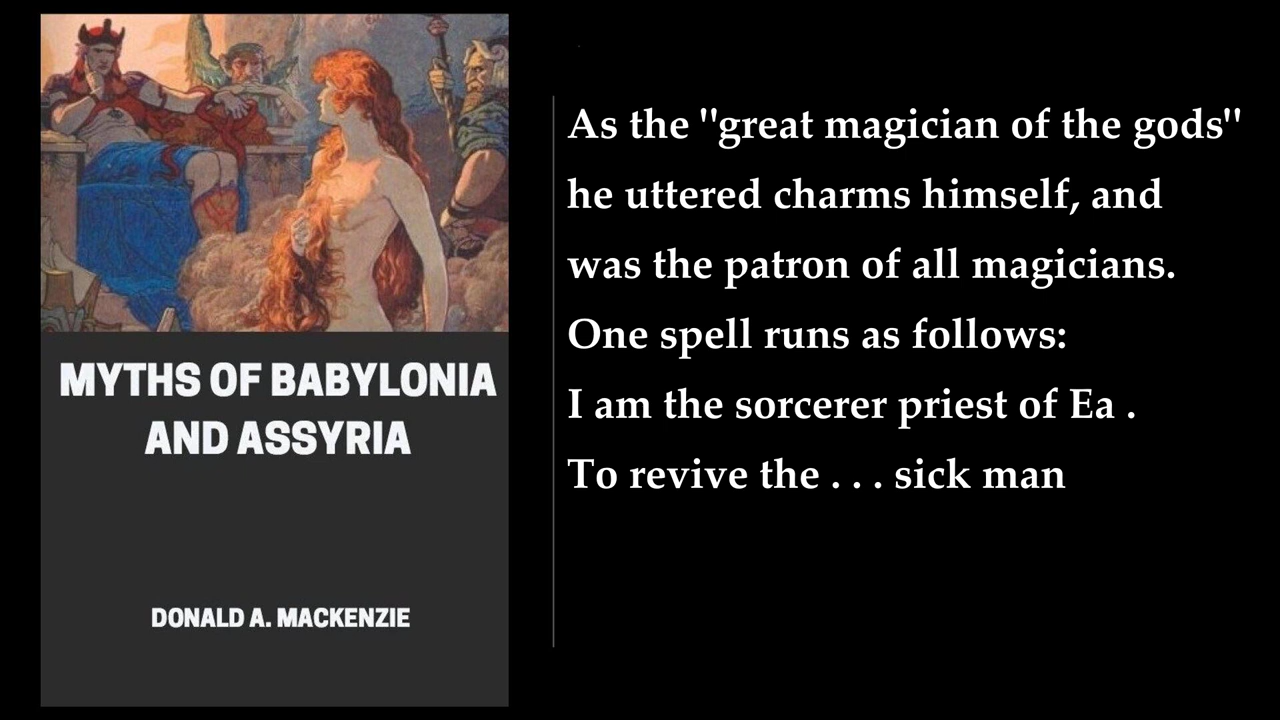 MYTHS OF BABYLONIA
AND ASSYRIA
DONALD A. MACKENZIE
As the "great magician of the gods"
he uttered charms himself, and
was the patron of all magicians.
One spell runs as follows:
I am the sorcerer priest of Ea .
To revive the . . . sick man